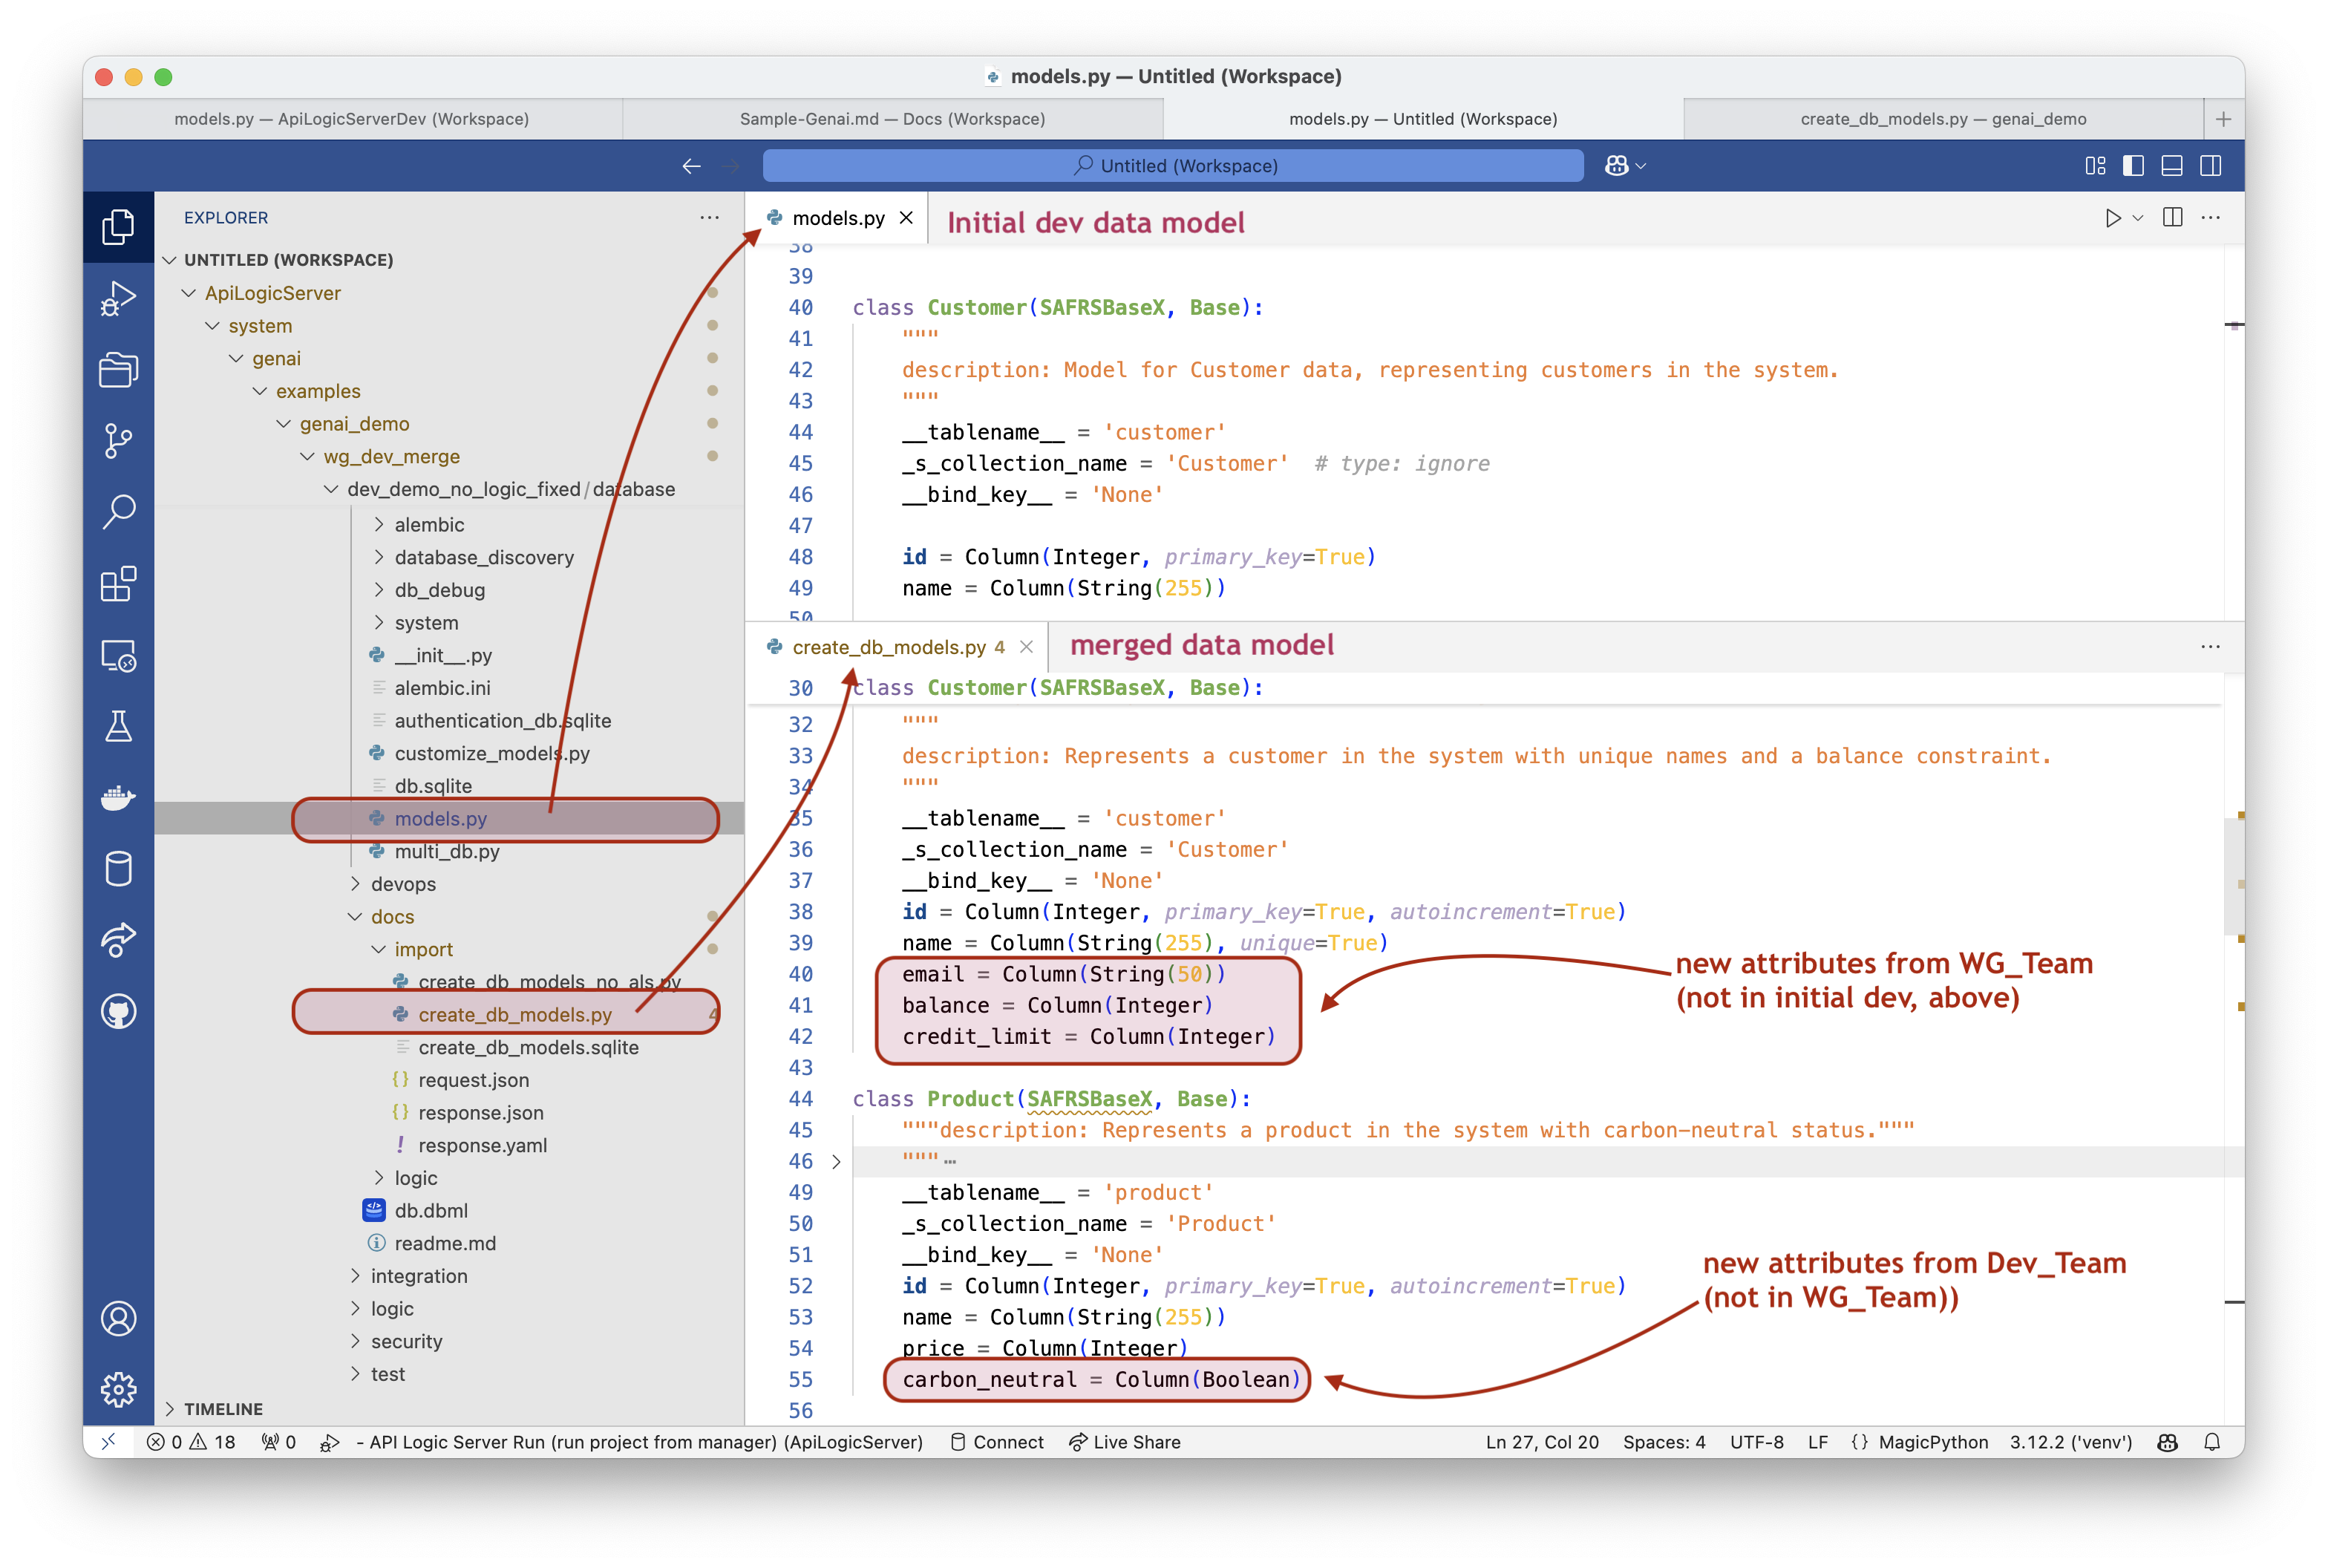 models.py — Untitled (Workspace)
models.py — ApiLogicServerDev (Workspace)
Sample-Genai.md — Docs (Workspace)
models.py — Untitled (Workspace)
create_db_models.py — genai_demo
Untitled (Workspace)
EXPLORER
UNTITLED (WORKSPACE)
ApiLogicServer
system
genai
examples
genai_demo
wg_dev_merge
dev_demo_no_logic_fixed/database
alembic
database_discovery
db_debug
system
__init__.py
alembic.ini
authentication_db.sqlite
customize_models.py
db.sqlite
models.py
multi_db.py
devops
docs
import
create_db_models_no_als.py
create_db_models.py 4
create_db_models.sqlite
{} request.json
{} response.json
! response.yaml
logic
db.dbml
readme.md
integration
logic
security
test
TIMELINE
models.py
Initial dev data model
38
39
40 class Customer(SAFRSBaseX, Base):
41 """
42 description: Model for Customer data, representing customers in the system.
43 """
44 __tablename__ = 'customer'
45 _s_collection_name = 'Customer' # type: ignore
46 __bind_key__ = 'None'
47
48 id = Column(Integer, primary_key=True)
49 name = Column(String(255))
50
create_db_models.py 4
merged data model
30 class Customer(SAFRSBaseX, Base):
32 """
33 description: Represents a customer in the system with unique names and a balance constraint.
34 """
35 __tablename__ = 'customer'
36 _s_collection_name = 'Customer'
37 __bind_key__ = 'None'
38 id = Column(Integer, primary_key=True, autoincrement=True)
39 name = Column(String(255), unique=True)
40 email = Column(String(50))
41 balance = Column(Integer)
42 credit_limit = Column(Integer)
new attributes from WG_Team
(not in initial dev, above)
43
44 class Product(SAFRSBaseX, Base):
45 """description: Represents a product in the system with carbon-neutral status."""
46 """ …
49 __tablename__ = 'product'
50 _s_collection_name = 'Product'
51 __bind_key__ = 'None'
52 id = Column(Integer, primary_key=True, autoincrement=True)
53 name = Column(String(255))
54 price = Column(Integer)
55 carbon_neutral = Column(Boolean)
56
new attributes from Dev_Team
(not in WG_Team))
0 18 0 - API Logic Server Run (run project from manager) (ApiLogicServer) Connect Live Share Ln 27, Col 20 Spaces: 4 UTF-8 LF {} MagicPython 3.12.2 ('venv')